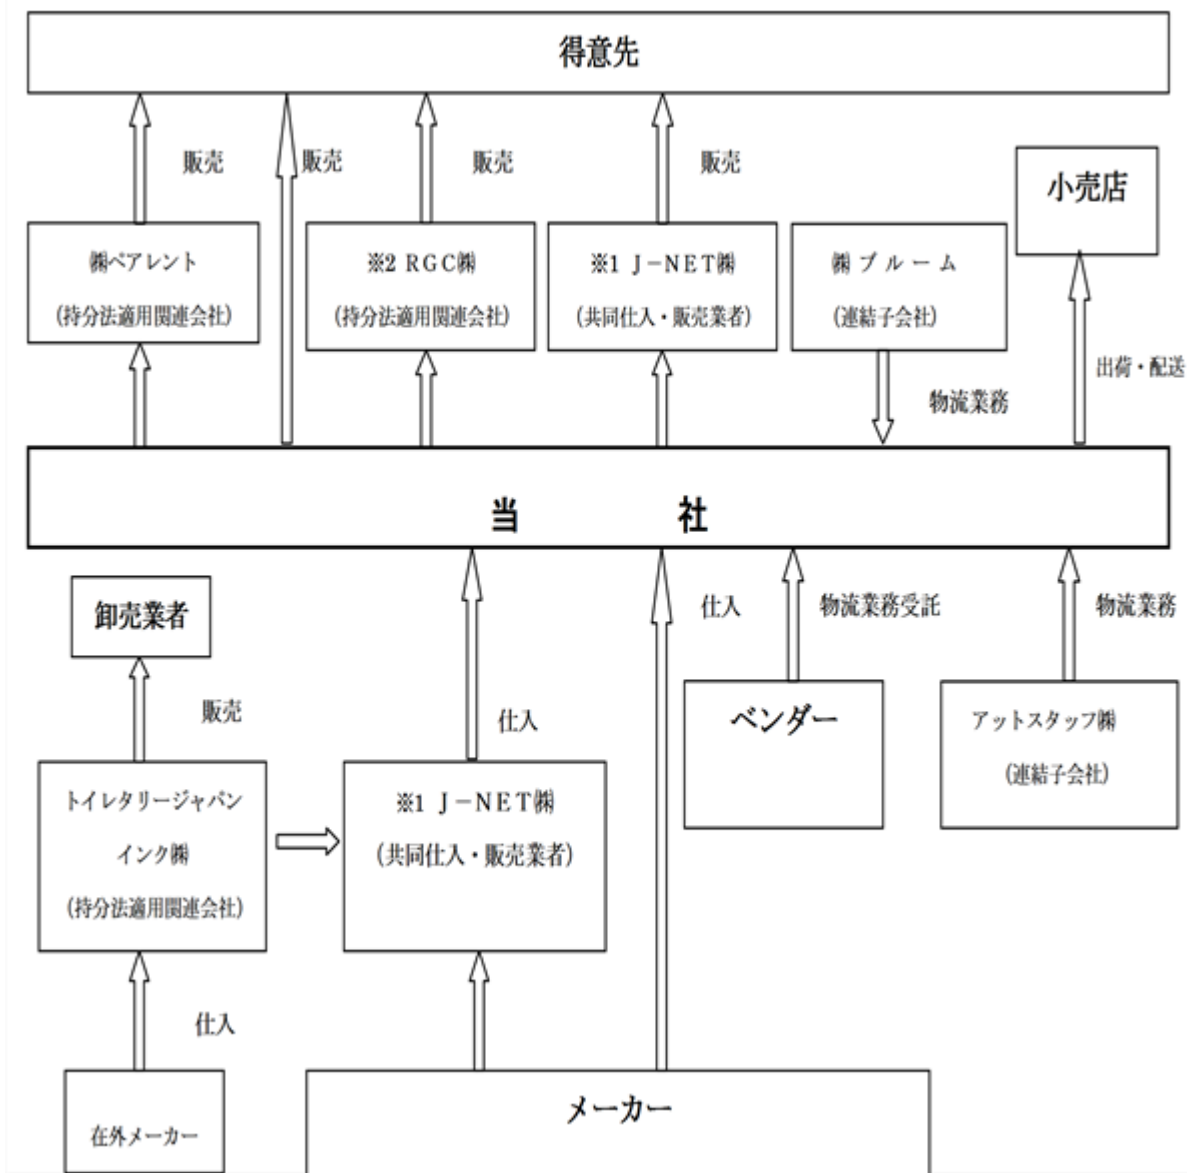 得意先
販売
販売
販売
販売
小売店
㈱ペアレント
(持分法適用関連会社)
※2 RGC㈱
(持分法適用関連会社)
※1 J－NET㈱
(共同仕入・販売業者)
㈱ブルーム
(連結子会社)
物流業務
出荷・配送
当社
卸売業者
販売
仕入
仕入
物流業務受託
物流業務
ベンダー
アットスタッフ㈱
(連結子会社)
トイレタリージャパン
インク㈱
(持分法適用関連会社)
※1 J－NET㈱
(共同仕入・販売業者)
仕入
在外メーカー
メーカー